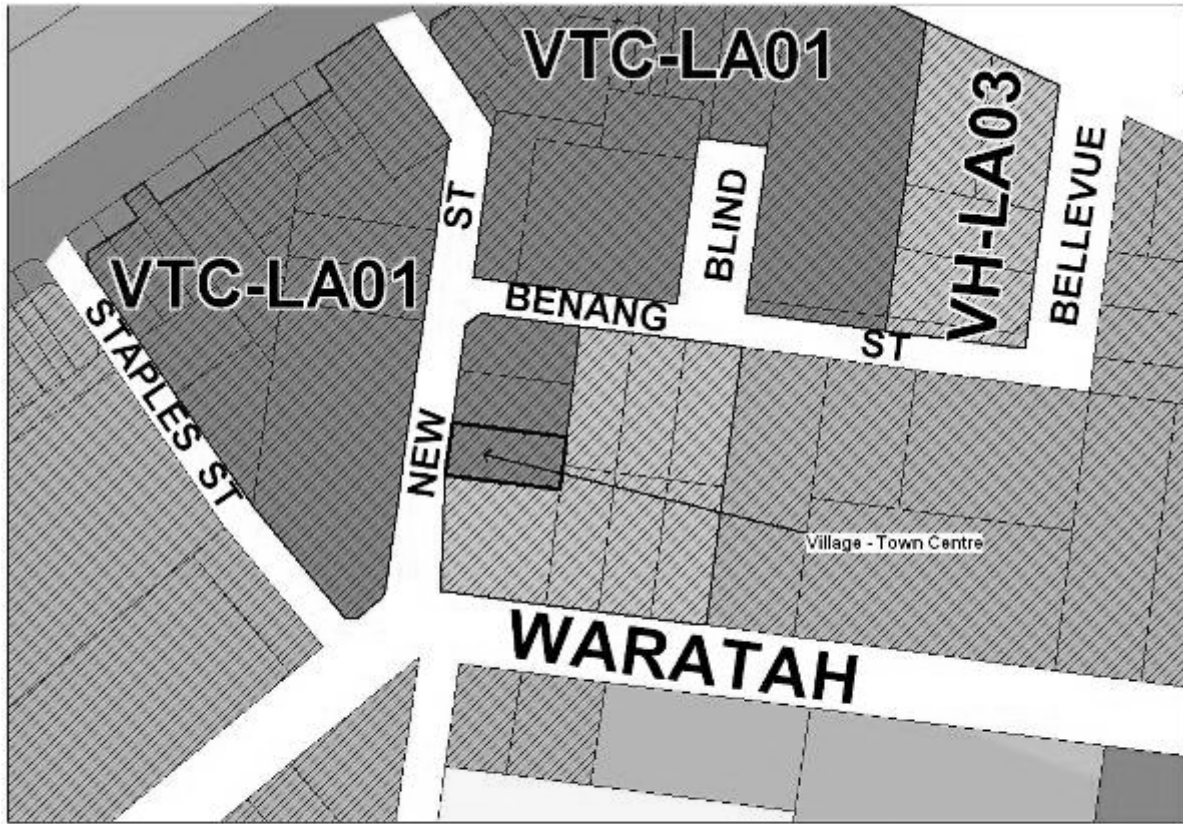 VTC-LA01
VH-LA03
BELLEVUE
BLIND
ST
VTC-LA01
BENANG
ST
STAPLES ST
NEW
Village - Town Centre
WARATAH